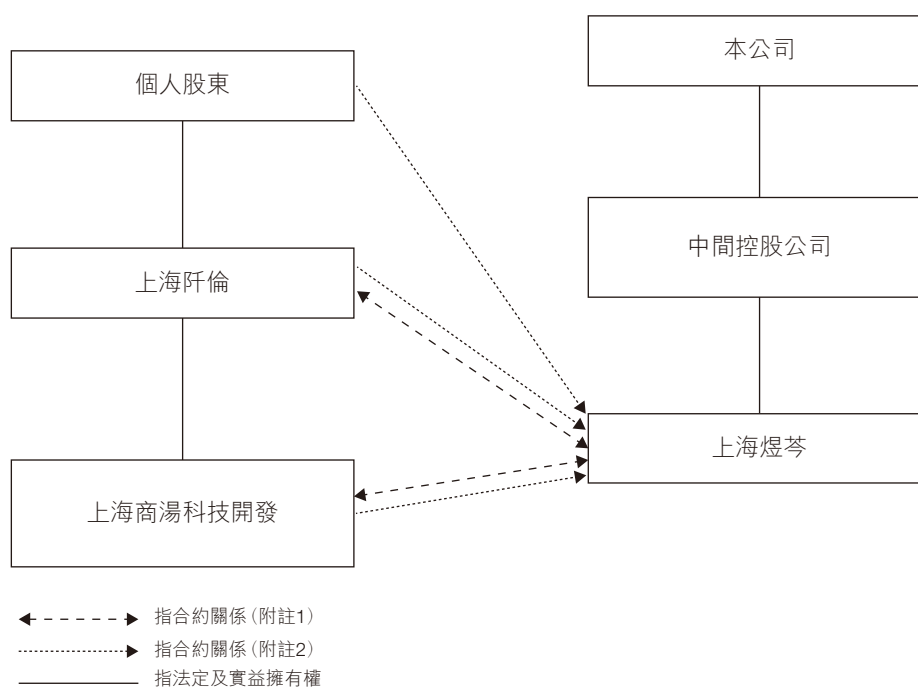 個人股東
本公司
中間控股公司
上海阡倫
上海煜芩
上海商湯科技開發
指合約關係（附註1）
指合約關係（附註2）
指法定及實益擁有權